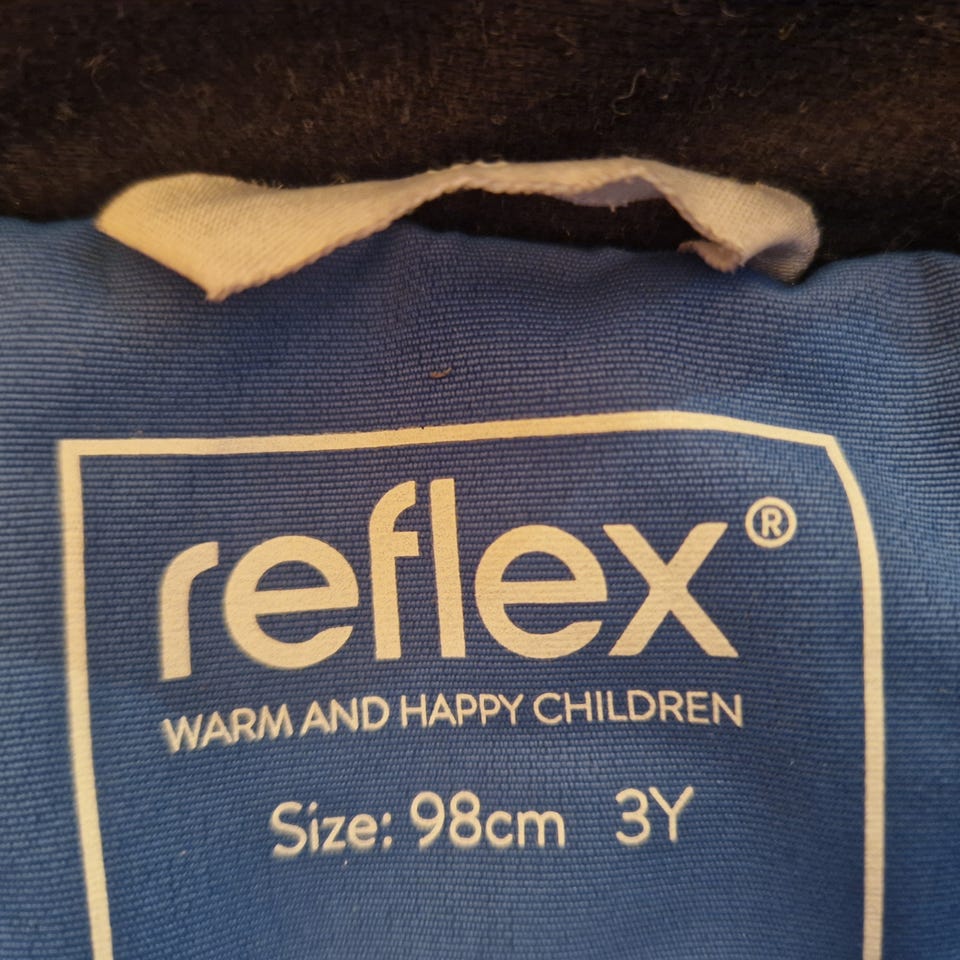 reflex®
WARM AND HAPPY CHILDREN
Size: 98cm 3Y